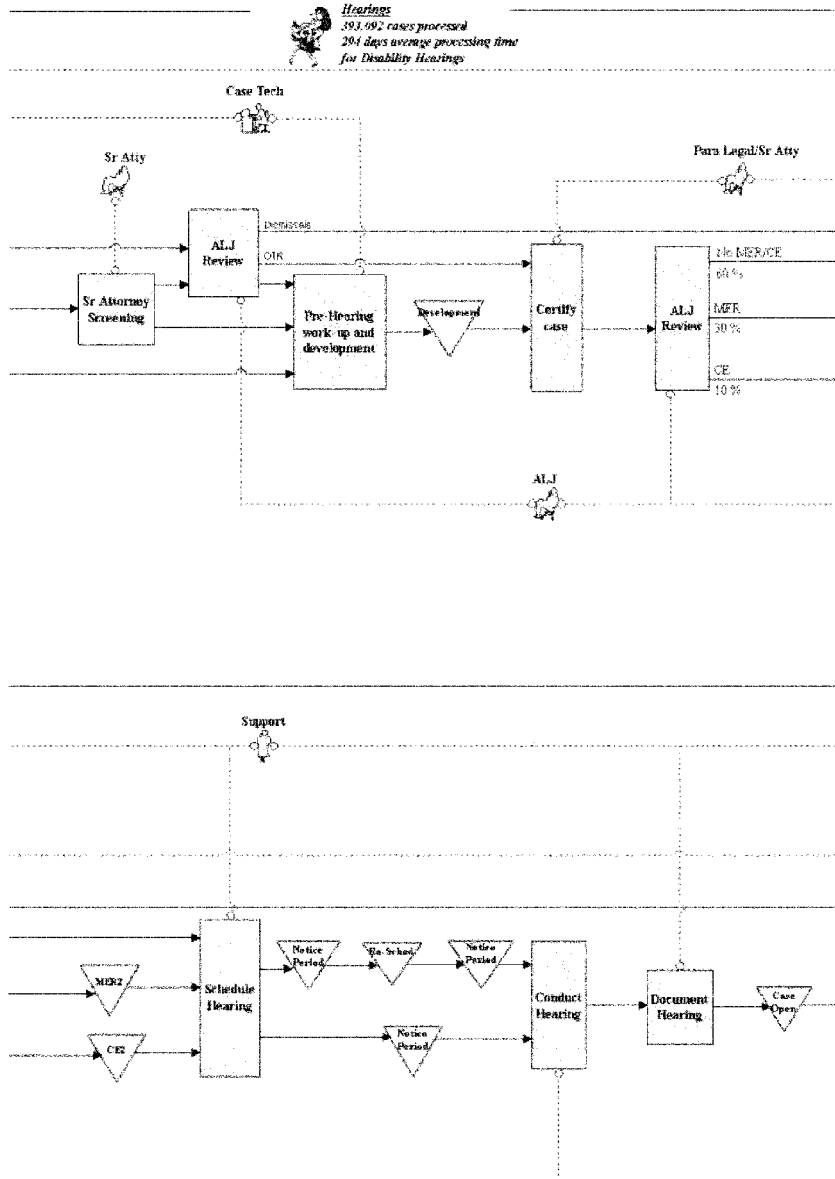 Hearings
393,092 cases processed
294 days average processing time
for Disability Hearings
Case Tech
Para Legal/Sr Atty
Sr Atty
Dismissals
ALJ
Review
OTR
No MER/CE
60 %
Sr Attorney
Screening
Pre-Hearing
work-up and
development
Development
Certify
case
ALJ
Review
MER
30 %
CE
10 %
ALJ
Support
Notice
Period
Re-Sched
Notice
Period
MER2
Schedule
Hearing
Conduct
Hearing
Document
Hearing
Case
Open
CE2
Notice
Period